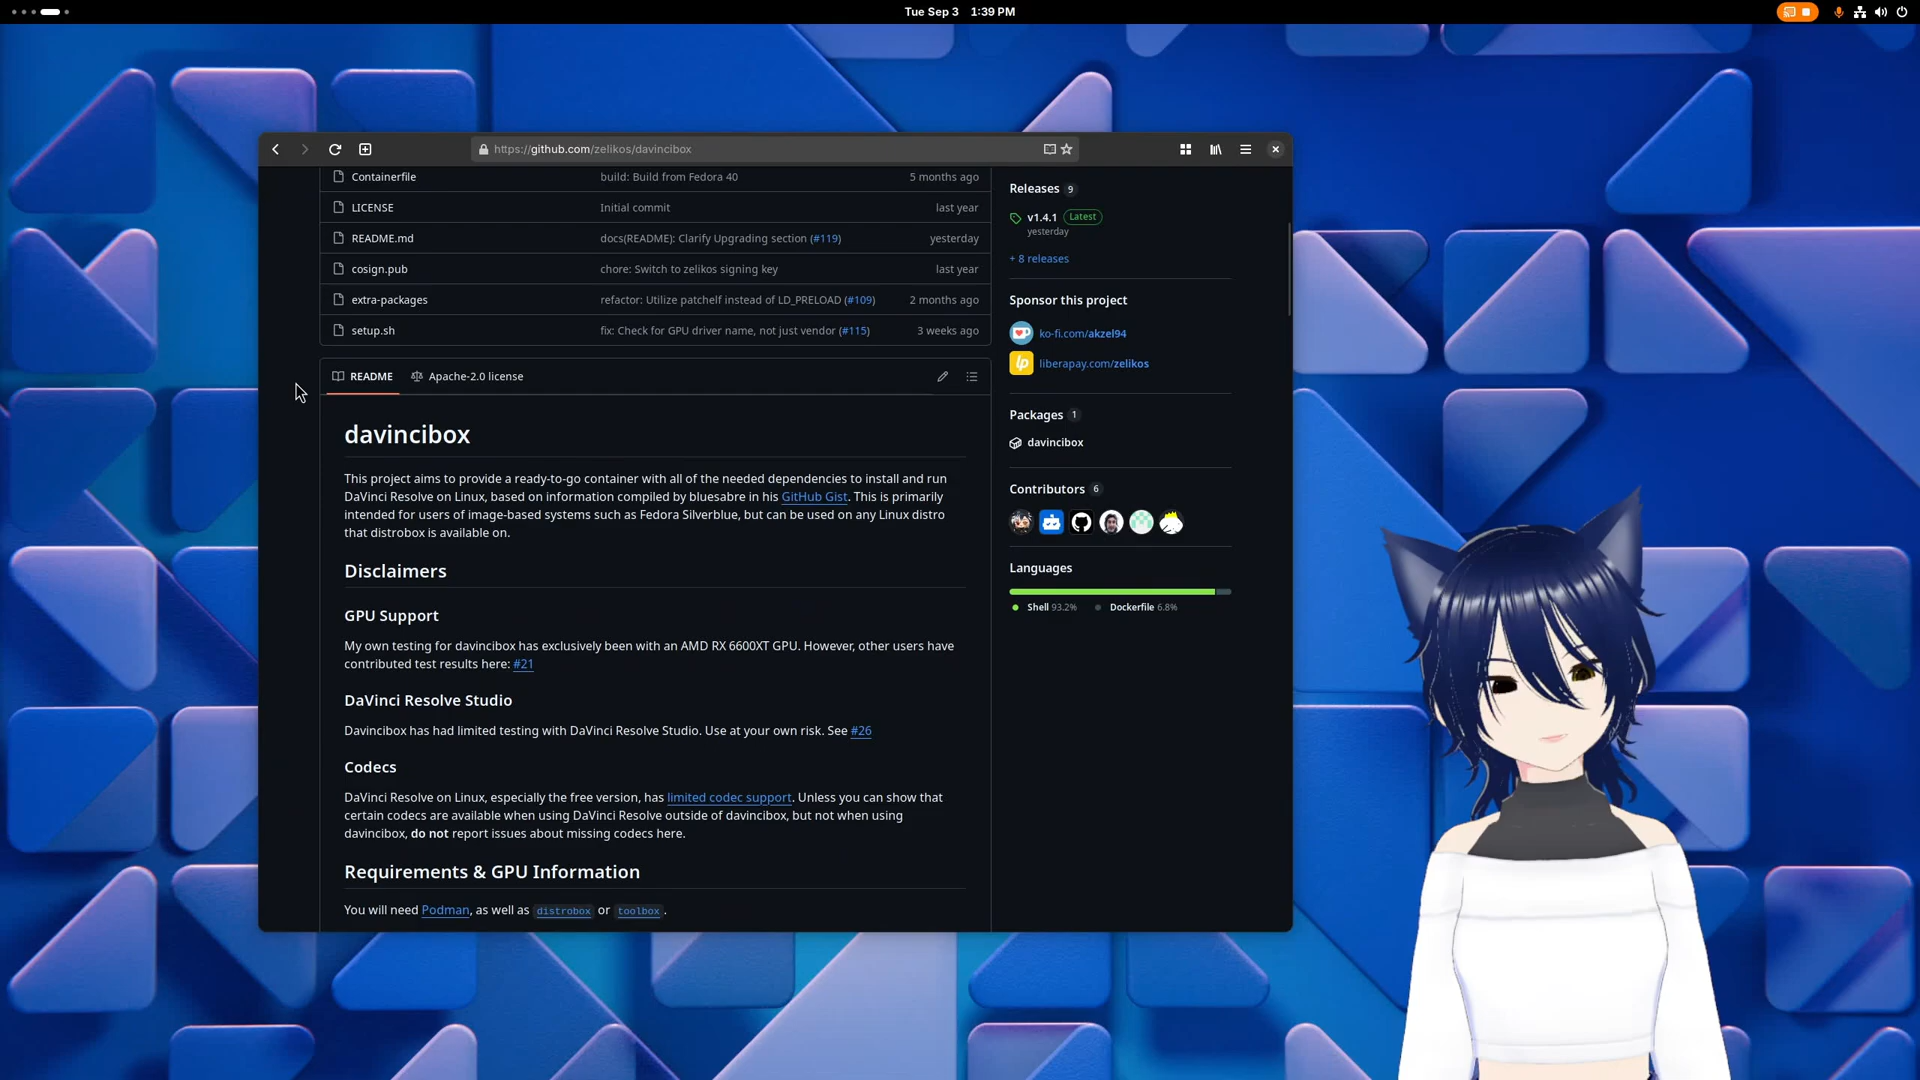 Tue Sep 3 1:39 PM
https://github.com/zelikos/davincibox
Containerfile build: Build from Fedora 40 5 months ago
LICENSE Initial commit last year
README.md docs(README): Clarify Upgrading section (#119) yesterday
cosign.pub chore: Switch to zelikos signing key last year
extra-packages refactor: Utilize patchelf instead of LD_PRELOAD (#109) 2 months ago
setup.sh fix: Check for GPU driver name, not just vendor (#115) 3 weeks ago
README Apache-2.0 license
davincibox
This project aims to provide a ready-to-go container with all of the needed dependencies to install and run
DaVinci Resolve on Linux, based on information compiled by bluesabre in his GitHub Gist. This is primarily
intended for users of image-based systems such as Fedora Silverblue, but can be used on any Linux distro
that distrobox is available on.
Disclaimers
GPU Support
My own testing for davincibox has exclusively been with an AMD RX 6600XT GPU. However, other users have
contributed test results here: #21
DaVinci Resolve Studio
Davincibox has had limited testing with DaVinci Resolve Studio. Use at your own risk. See #26
Codecs
DaVinci Resolve on Linux, especially the free version, has limited codec support. Unless you can show that
certain codecs are available when using DaVinci Resolve outside of davincibox, but not when using
davincibox, do not report issues about missing codecs here.
Requirements & GPU Information
You will need Podman, as well as distrobox or toolbox.
Releases 9
v1.4.1 Latest
yesterday
+ 8 releases
Sponsor this project
ko-fi.com/akzel94
lp liberapay.com/zelikos
Packages 1
davincibox
Contributors 6
Languages
Shell 93.2% Dockerfile 6.8%